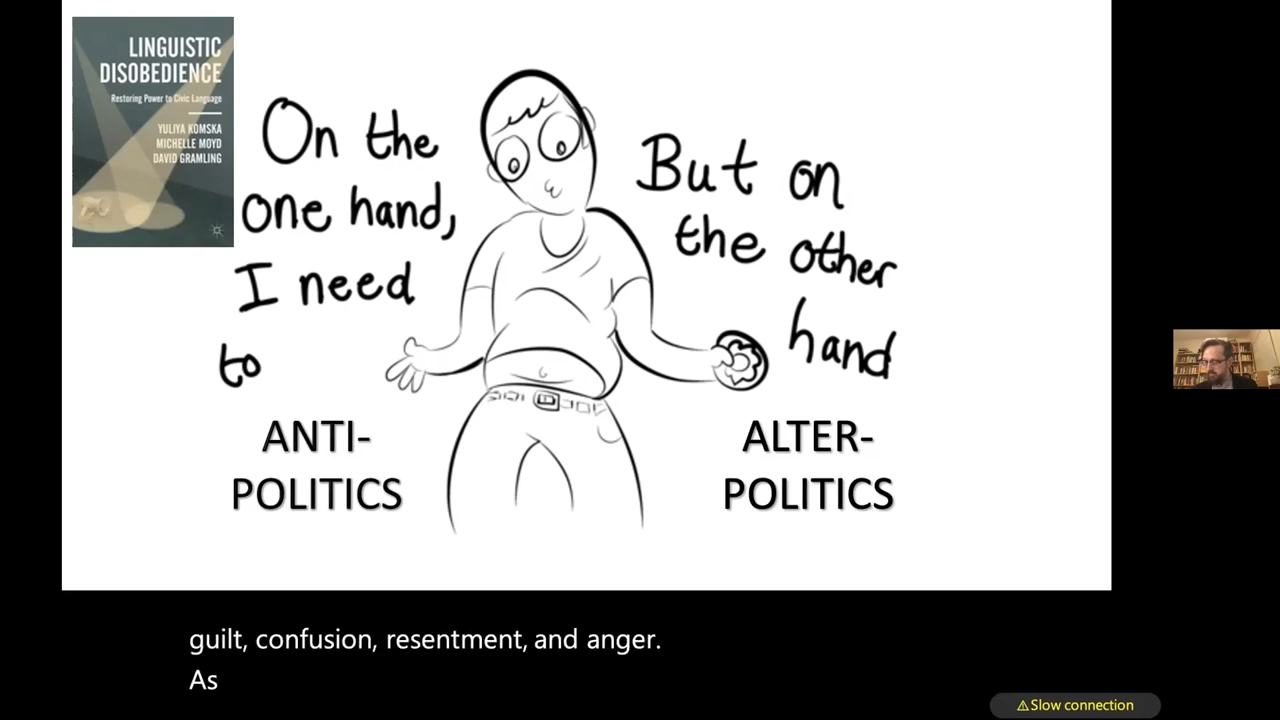 LINGUISTIC
DISOBEDIENCE
Restoring Power to Civic Language
YULIYA KOMSKA
MICHELLE MOYD
DAVID GRAMLING
On the
one hand,
I need
to
But on
the other
hand
ANTI-
POLITICS
ALTER-
POLITICS
guilt, confusion, resentment, and anger.
As
⚠Slow connection